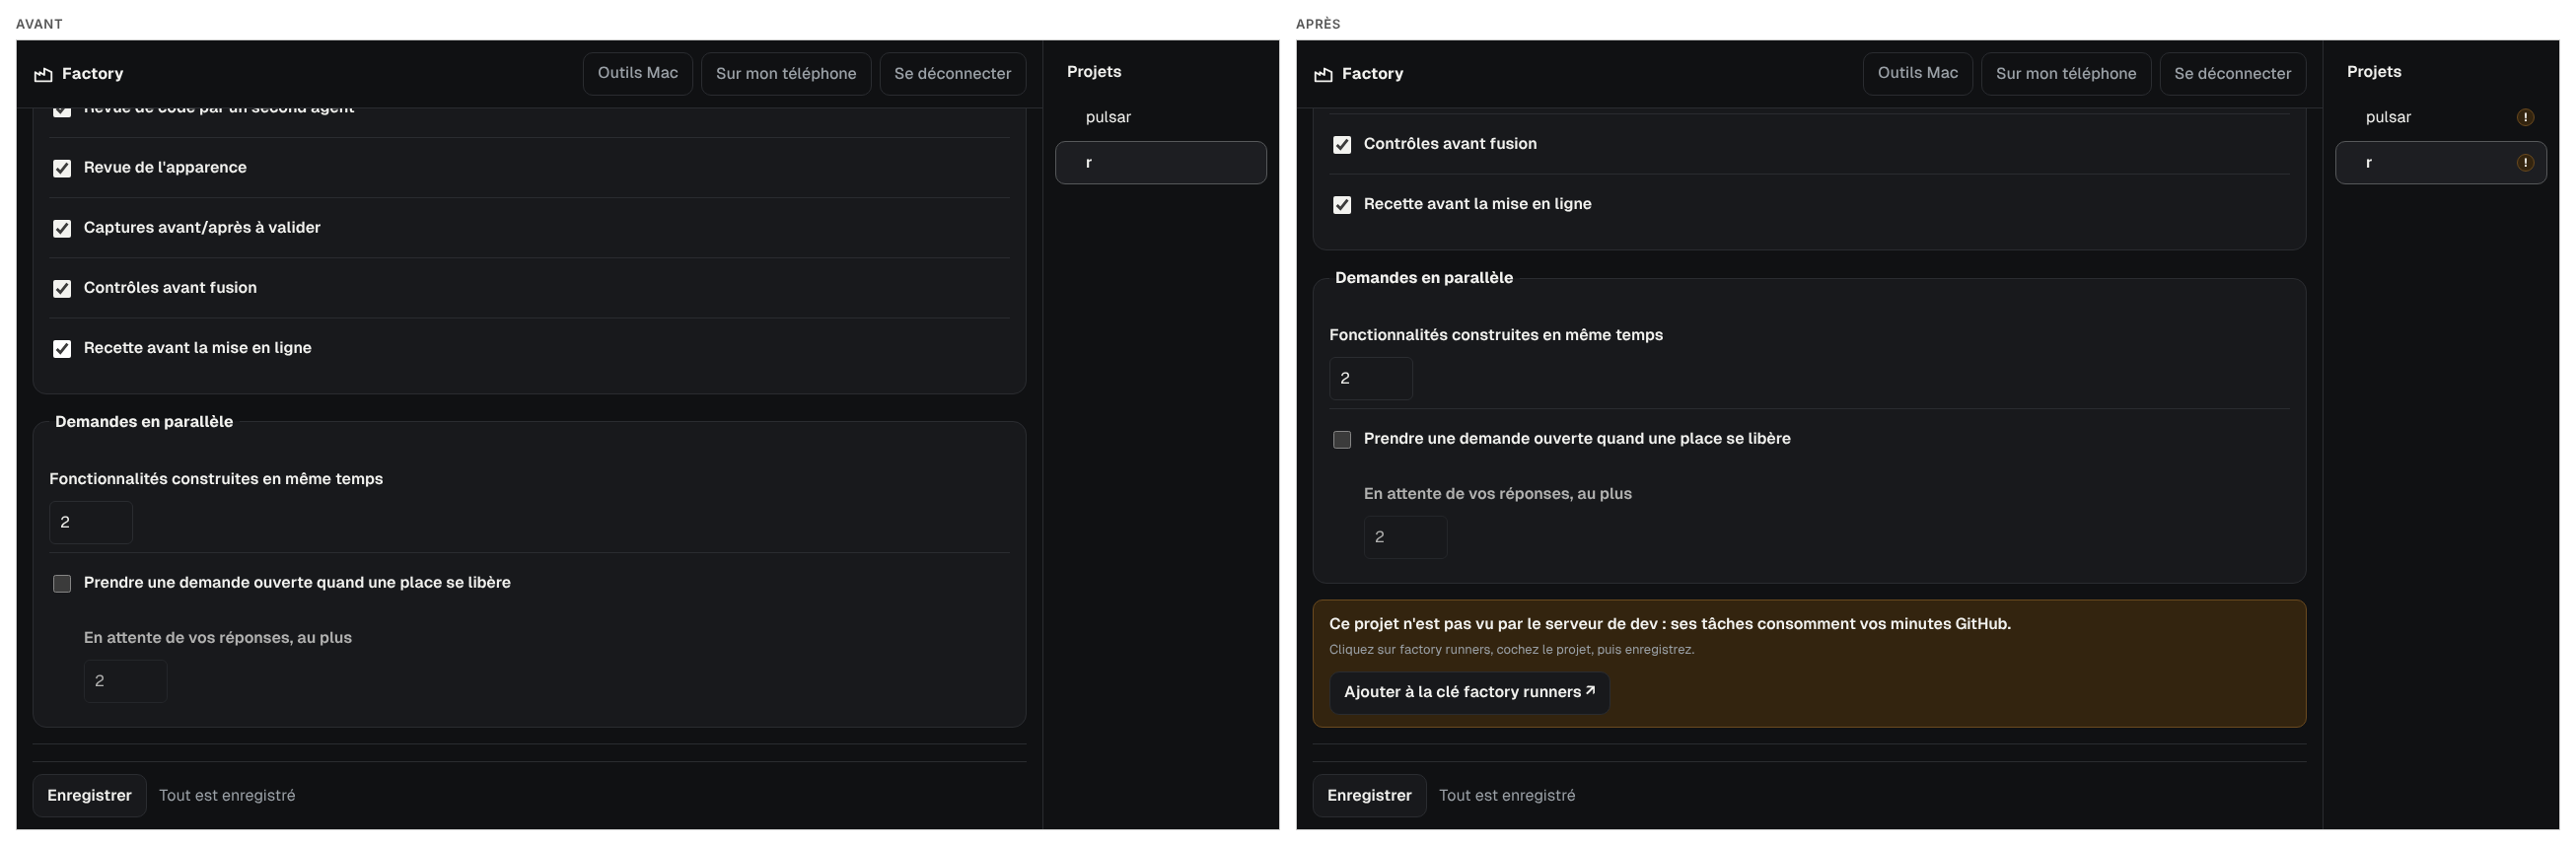 AVANT
Factory
Outils Mac
Sur mon téléphone
Se déconnecter
Projets
pulsar
r
Revue de code par un second agent
Revue de l'apparence
Captures avant/après à valider
Contrôles avant fusion
Recette avant la mise en ligne
Demandes en parallèle
Fonctionnalités construites en même temps
2
Prendre une demande ouverte quand une place se libère
En attente de vos réponses, au plus
2
Enregistrer
Tout est enregistré
APRÈS
Factory
Outils Mac
Sur mon téléphone
Se déconnecter
Projets
pulsar !
r !
Contrôles avant fusion
Recette avant la mise en ligne
Demandes en parallèle
Fonctionnalités construites en même temps
2
Prendre une demande ouverte quand une place se libère
En attente de vos réponses, au plus
2
Ce projet n'est pas vu par le serveur de dev : ses tâches consomment vos minutes GitHub.
Cliquez sur factory runners, cochez le projet, puis enregistrez.
Ajouter à la clé factory runners ↗
Enregistrer
Tout est enregistré